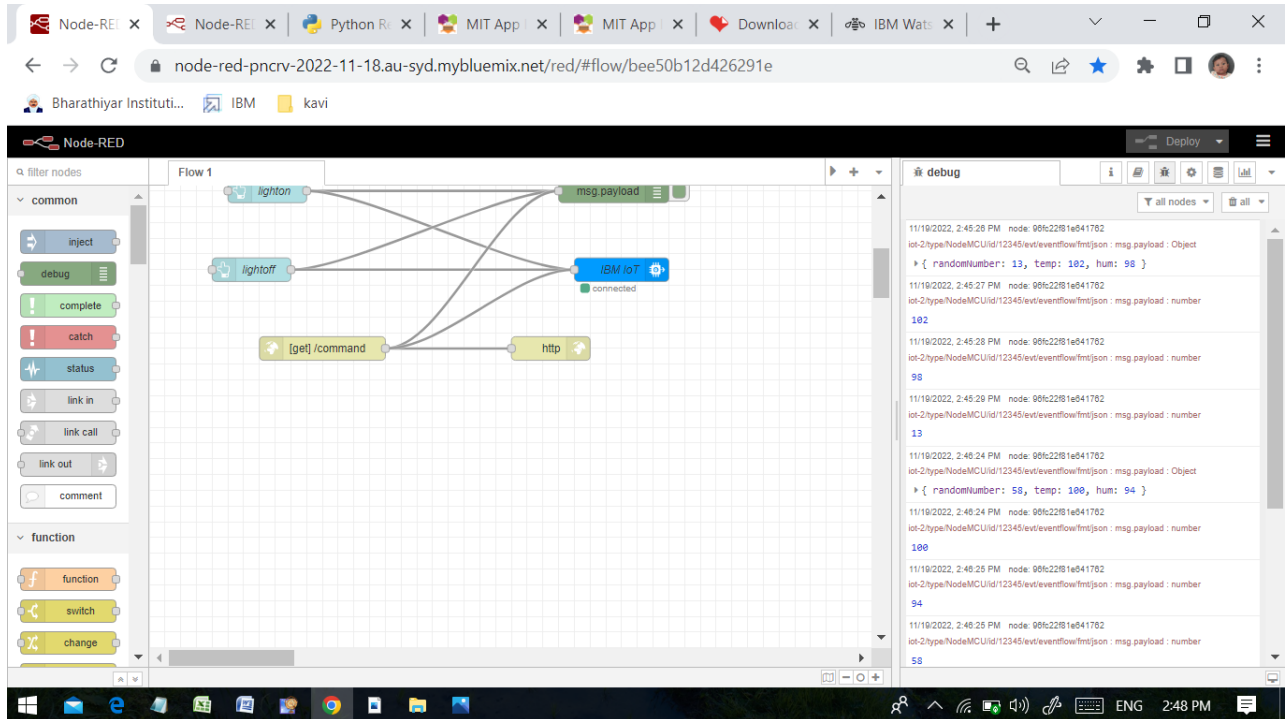 Node-RE
Node-RE
Python Re
MIT App I
MIT App I
Downloa
IBM Wats
node-red-pncrv-2022-11-18.au-syd.mybluemix.net/red/#flow/bee50b12d426291e
Bharathiyar Instituti...
IBM
kavi
Node-RED
Deploy
filter nodes
Flow 1
debug
all nodes
all
common
inject
debug
complete
catch
status
link in
link call
link out
comment
function
function
switch
change
lighton
msg.payload
lightoff
IBM IoT
connected
[get] /command
http
11/19/2022, 2:45:26 PM node: 96fc22f81e641762
iot-2/type/NodeMCU/id/12345/evt/eventflow/fmt/json : msg.payload : Object
{ randomNumber: 13, temp: 102, hum: 98 }
11/19/2022, 2:45:27 PM node: 96fc22f81e641762
iot-2/type/NodeMCU/id/12345/evt/eventflow/fmt/json : msg.payload : number
102
11/19/2022, 2:45:28 PM node: 96fc22f81e641762
iot-2/type/NodeMCU/id/12345/evt/eventflow/fmt/json : msg.payload : number
98
11/19/2022, 2:45:29 PM node: 96fc22f81e641762
iot-2/type/NodeMCU/id/12345/evt/eventflow/fmt/json : msg.payload : number
13
11/19/2022, 2:46:24 PM node: 96fc22f81e641762
iot-2/type/NodeMCU/id/12345/evt/eventflow/fmt/json : msg.payload : Object
{ randomNumber: 58, temp: 100, hum: 94 }
11/19/2022, 2:46:24 PM node: 96fc22f81e641762
iot-2/type/NodeMCU/id/12345/evt/eventflow/fmt/json : msg.payload : number
100
11/19/2022, 2:46:25 PM node: 96fc22f81e641762
iot-2/type/NodeMCU/id/12345/evt/eventflow/fmt/json : msg.payload : number
94
11/19/2022, 2:46:25 PM node: 96fc22f81e641762
iot-2/type/NodeMCU/id/12345/evt/eventflow/fmt/json : msg.payload : number
58
ENG
2:48 PM